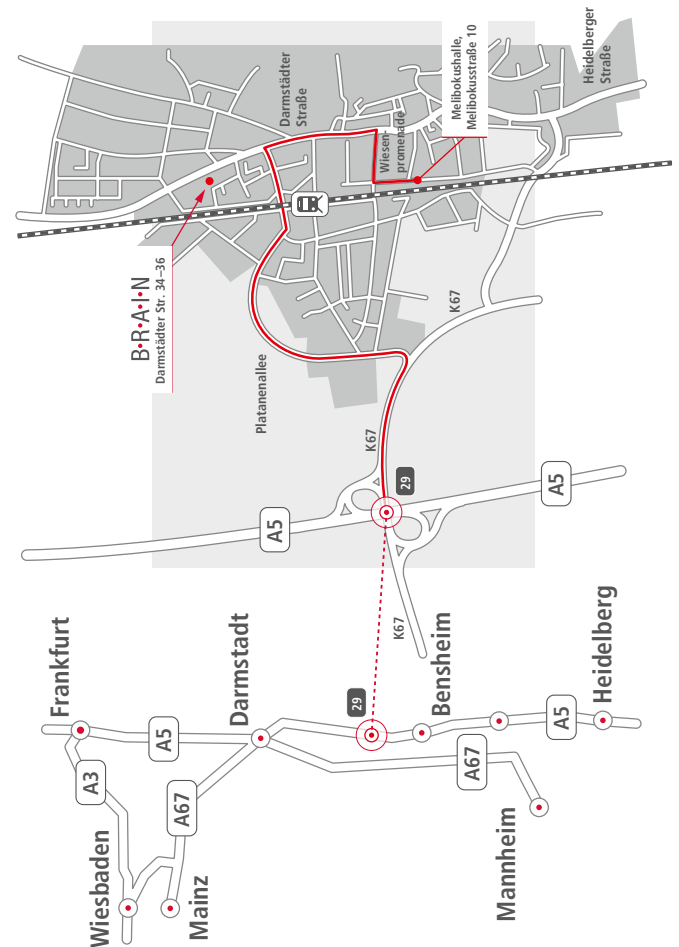 Frankfurt
A3
A5
Wiesbaden
A67
Mainz
Darmstadt
29
Bensheim
A67
Mannheim
A5
Heidelberg
B·R·A·I·N
Darmstädter Str. 34–36
Darmstädter
Straße
Platanenallee
Wiesen-
promenade
Melibokushalle,
Melibokusstraße 10
Heidelberger
Straße
K67
K67
K67
A5
29
A5